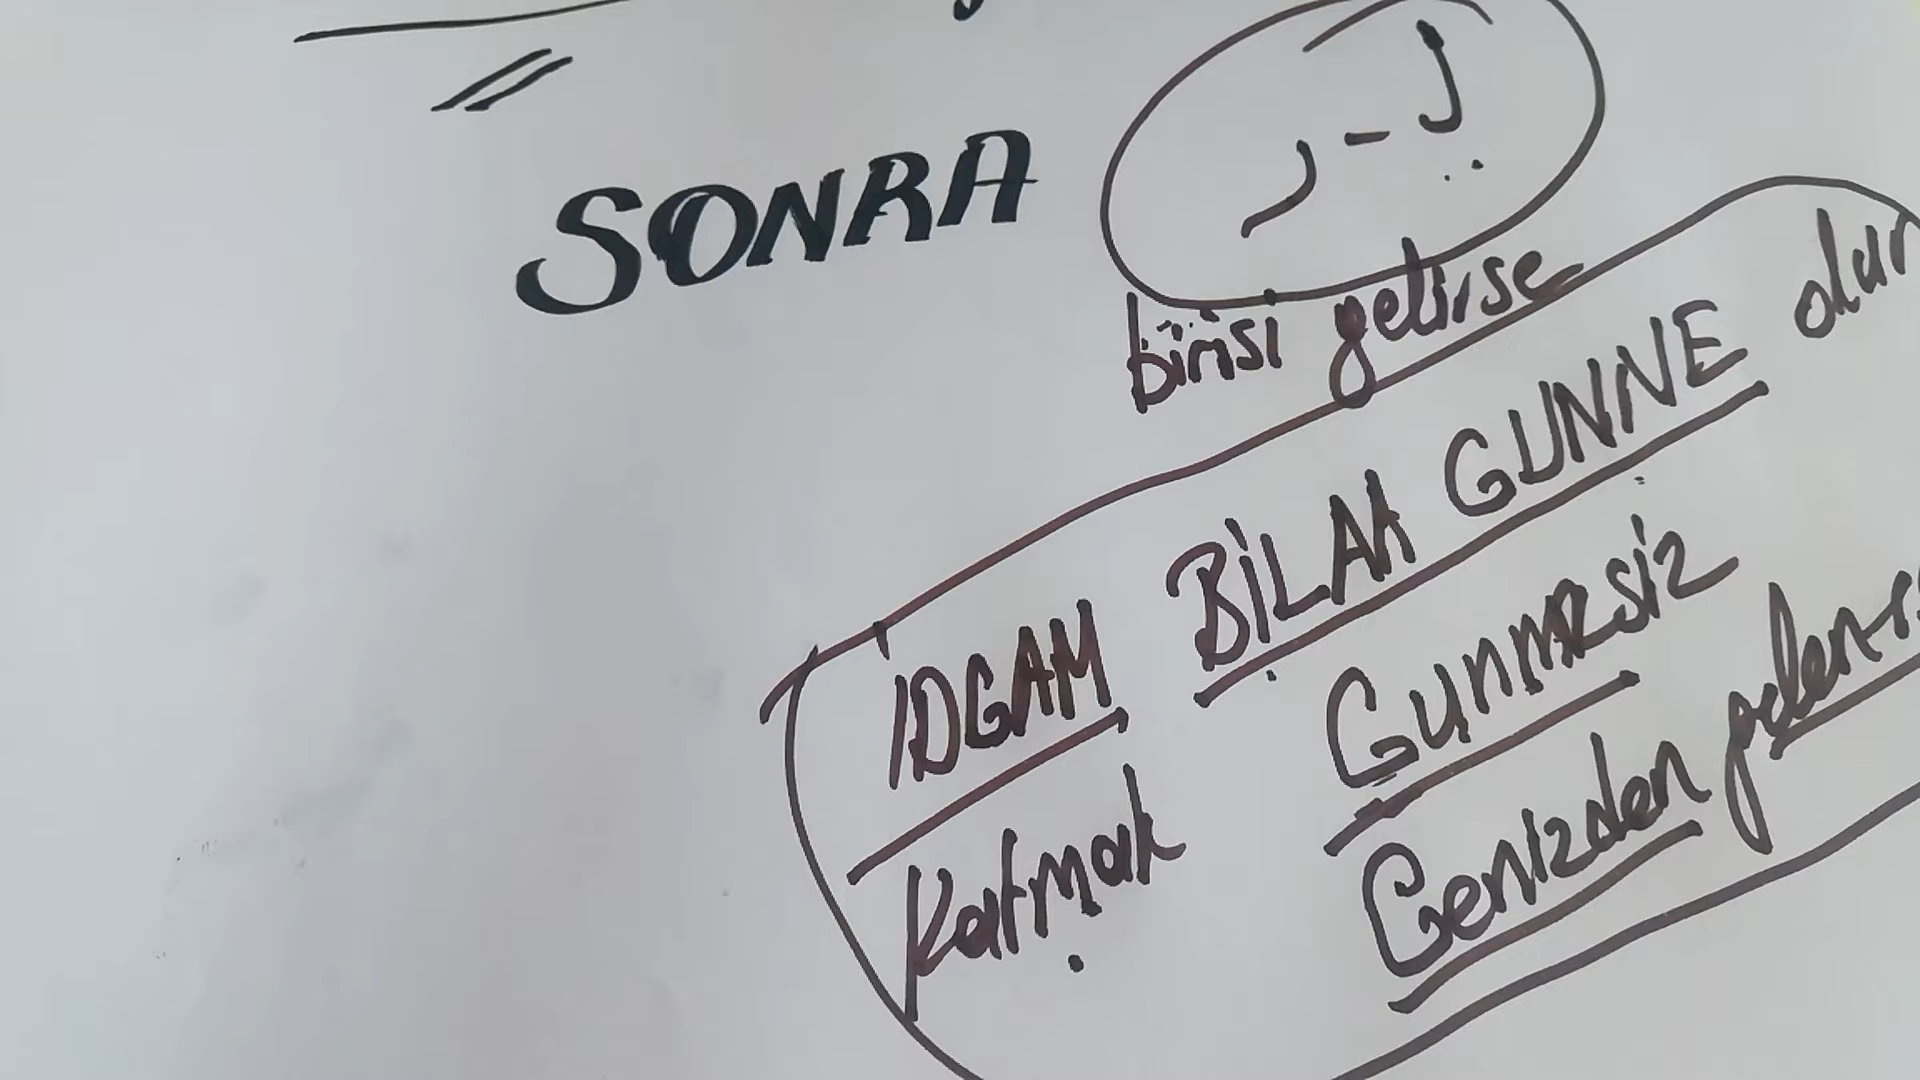 SONRA ل - ر
birisi gelirse
İDGAM BİLAA GUNNE olur
Katmak Gunnesiz
Genizden